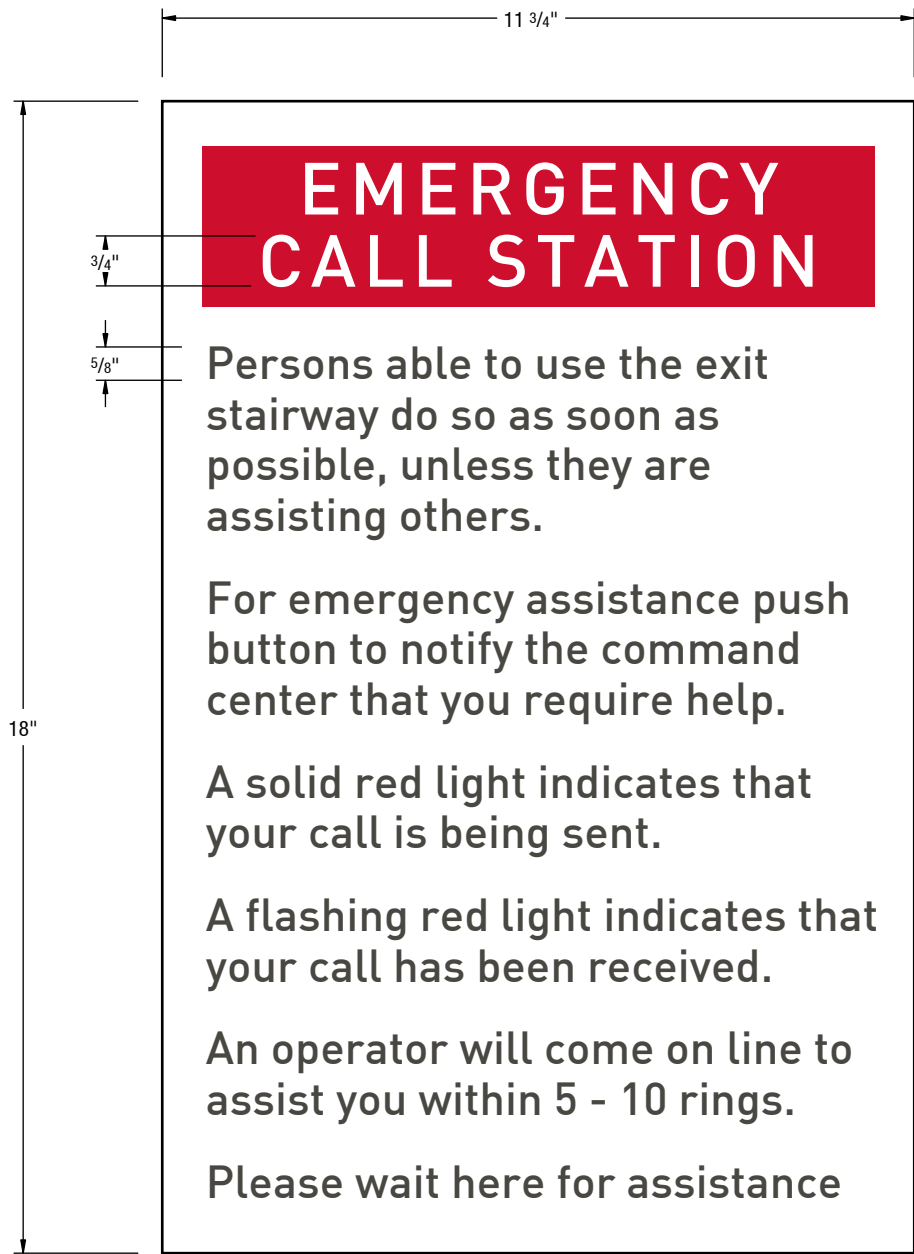 11 3/4"
EMERGENCY
CALL STATION
3/4"
5/8"
Persons able to use the exit
stairway do so as soon as
possible, unless they are
assisting others.
For emergency assistance push
button to notify the command
center that you require help.
18"
A solid red light indicates that
your call is being sent.
A flashing red light indicates that
your call has been received.
An operator will come on line to
assist you within 5 - 10 rings.
Please wait here for assistance